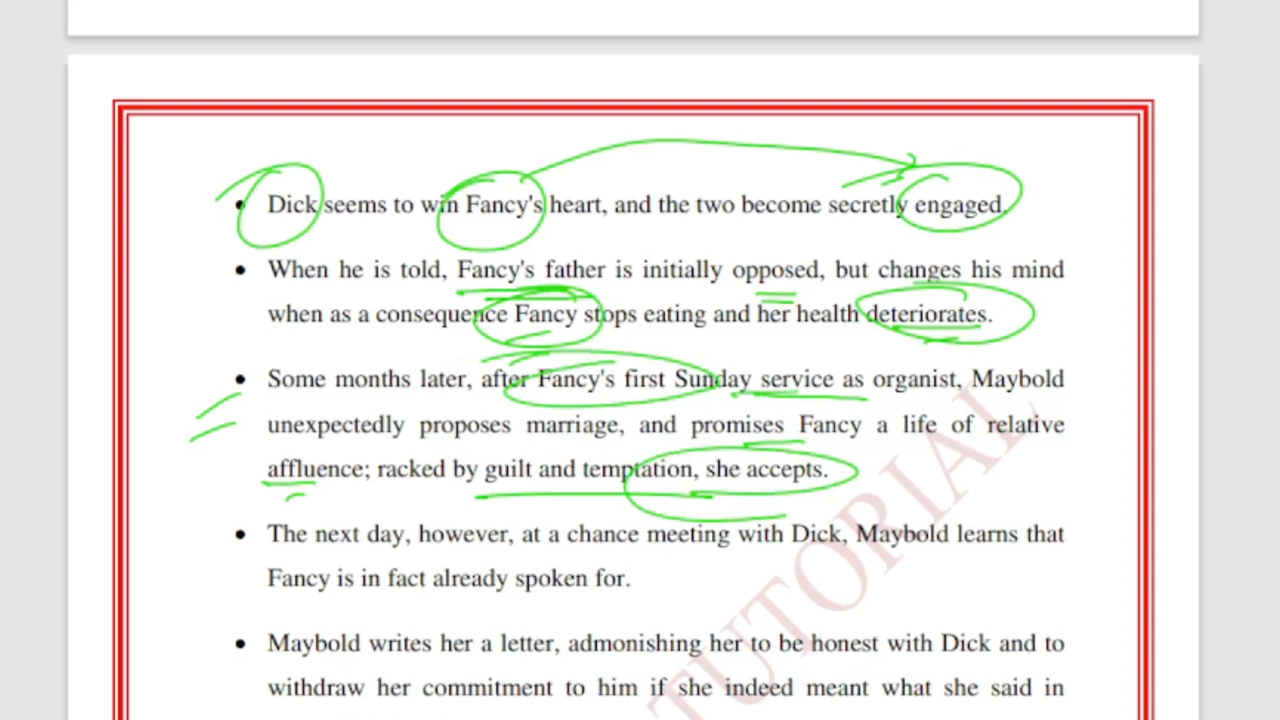 • Dick seems to win Fancy's heart, and the two become secretly engaged.
• When he is told, Fancy's father is initially opposed, but changes his mind
when as a consequence Fancy stops eating and her health deteriorates.
• Some months later, after Fancy's first Sunday service as organist, Maybold
unexpectedly proposes marriage, and promises Fancy a life of relative
affluence; racked by guilt and temptation, she accepts.
• The next day, however, at a chance meeting with Dick, Maybold learns that
Fancy is in fact already spoken for.
• Maybold writes her a letter, admonishing her to be honest with Dick and to
withdraw her commitment to him if she indeed meant what she said in
TUTORIAL